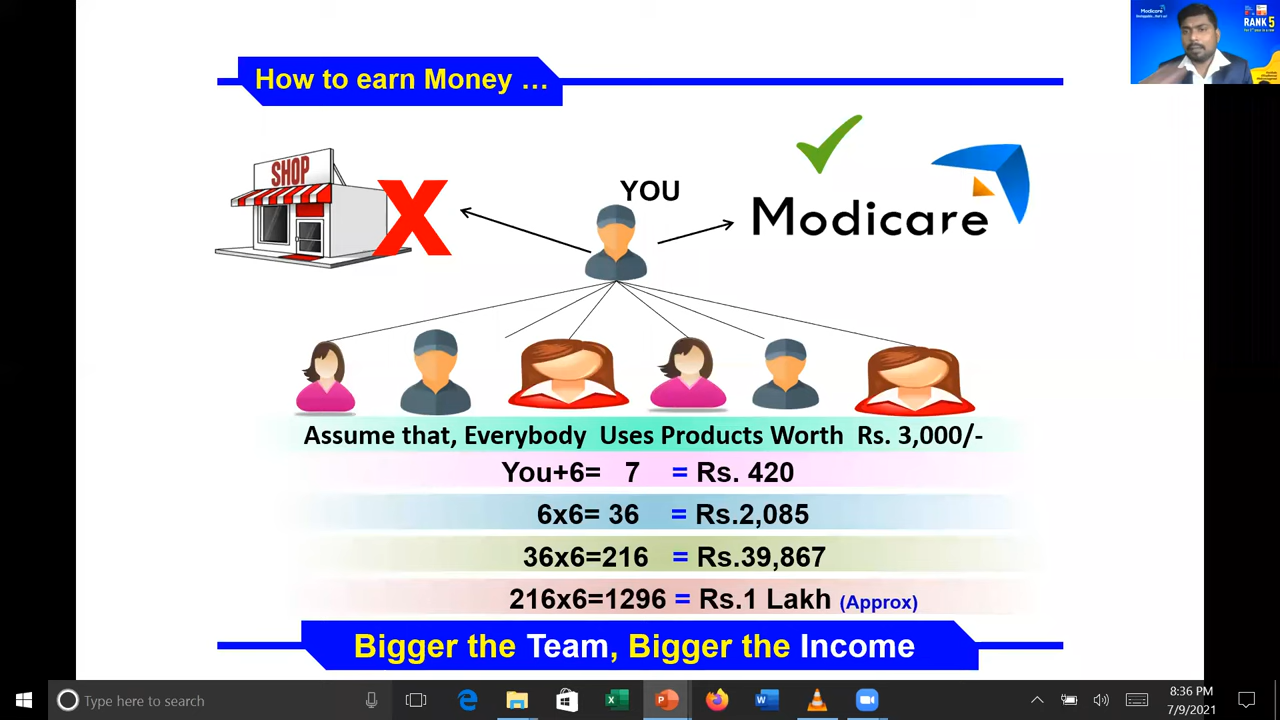 Modicare
RANK 5
How to earn Money ...
SHOP
X
YOU
Modicare
Assume that, Everybody Uses Products Worth Rs. 3,000/-
You+6= 7 = Rs. 420
6x6= 36 = Rs.2,085
36x6=216 = Rs.39,867
216x6=1296 = Rs.1 Lakh (Approx)
Bigger the Team, Bigger the Income
Type here to search
8:36 PM
7/9/2021